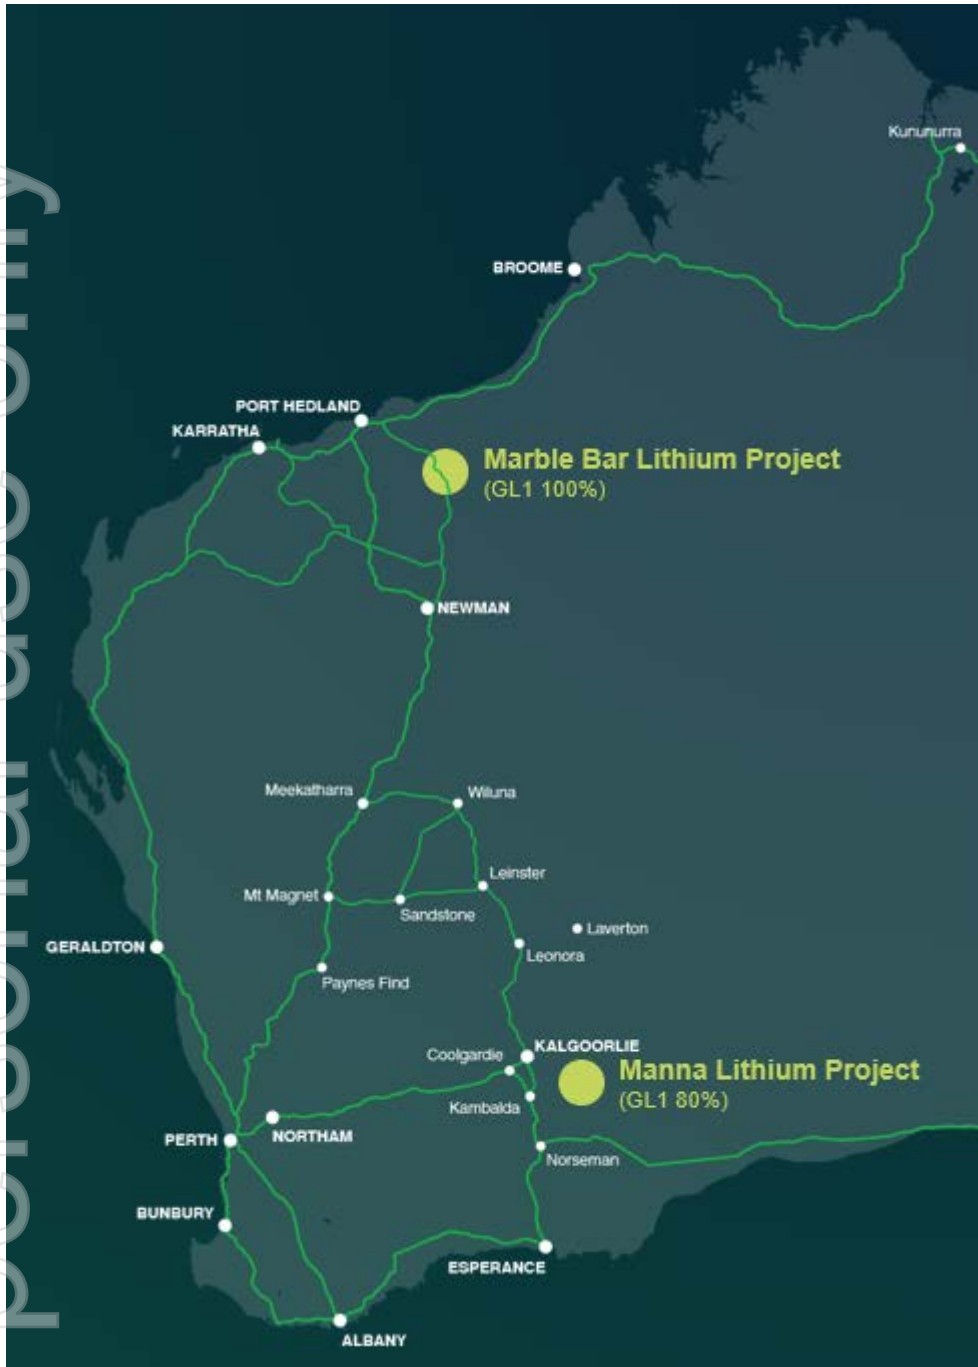 Kununurra
BROOME
PORT HEDLAND
KARRATHA
Marble Bar Lithium Project
(GL1 100%)
NEWMAN
Meekatharra
Wiluna
Leinster
Mt Magnet
Sandstone
Laverton
GERALDTON
Leonora
Paynes Find
KALGOORLIE
Coolgardie
Manna Lithium Project
(GL1 80%)
Kambalda
NORTHAM
PERTH
Norseman
BUNBURY
ESPERANCE
ALBANY
personal use only